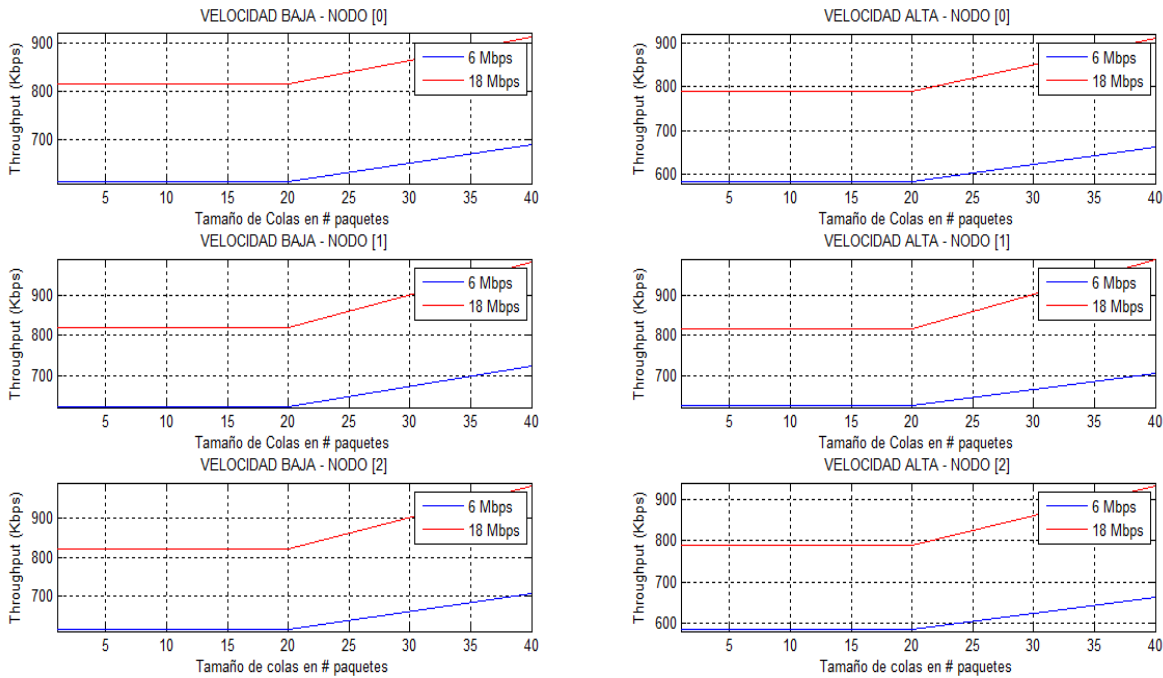 VELOCIDAD BAJA - NODO [0]
Throughput (Kbps)
900
800
700
6 Mbps
18 Mbps
5 10 15 20 25 30 35 40
Tamaño de Colas en # paquetes
VELOCIDAD ALTA - NODO [0]
Throughput (Kbps)
900
800
700
600
6 Mbps
18 Mbps
5 10 15 20 25 30 35 40
Tamaño de Colas en # paquetes
VELOCIDAD BAJA - NODO [1]
Throughput (Kbps)
900
800
700
6 Mbps
18 Mbps
5 10 15 20 25 30 35 40
Tamaño de Colas en # paquetes
VELOCIDAD ALTA - NODO [1]
Throughput (Kbps)
900
800
700
6 Mbps
18 Mbps
5 10 15 20 25 30 35 40
Tamaño de Colas en # paquetes
VELOCIDAD BAJA - NODO [2]
Throughput (Kbps)
900
800
700
6 Mbps
18 Mbps
5 10 15 20 25 30 35 40
Tamaño de colas en # paquetes
VELOCIDAD ALTA - NODO [2]
Throughput (Kbps)
900
800
700
600
6 Mbps
18 Mbps
5 10 15 20 25 30 35 40
Tamaño de colas en # paquetes